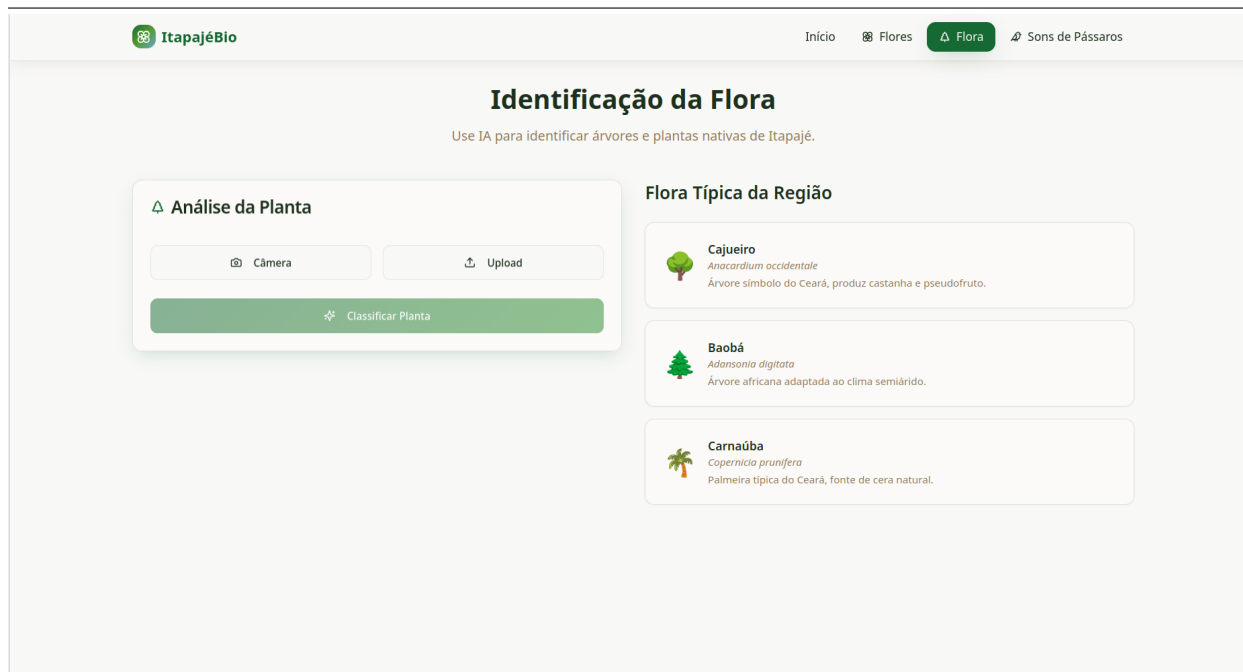 ItapajéBio
Início
Flores
Flora
Sons de Pássaros
Identificação da Flora
Use IA para identificar árvores e plantas nativas de Itapajé.
Análise da Planta
Câmera
Upload
Classificar Planta
Flora Típica da Região
Cajueiro
Anacardium occidentale
Árvore símbolo do Ceará, produz castanha e pseudofruto.
Baobá
Adansonia digitata
Árvore africana adaptada ao clima semiárido.
Carnaúba
Copernicia prunifera
Palmeira típica do Ceará, fonte de cera natural.